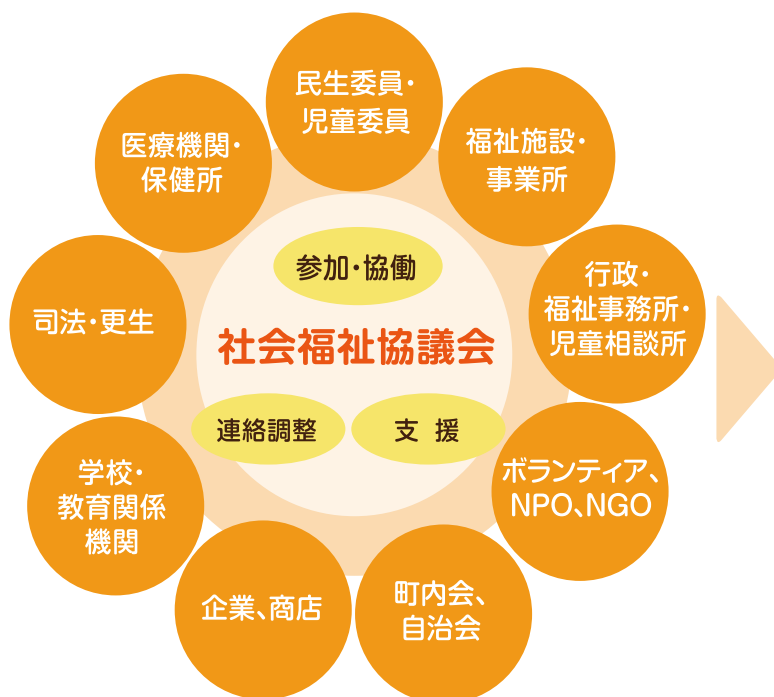 民生委員・
児童委員
医療機関・
保健所
福祉施設・
事業所
参加・協働
行政・
福祉事務所・
児童相談所
司法・更生
社会福祉協議会
連絡調整
支 援
学校・
教育関係
機関
ボランティア、
NPO、NGO
企業、商店
町内会、
自治会